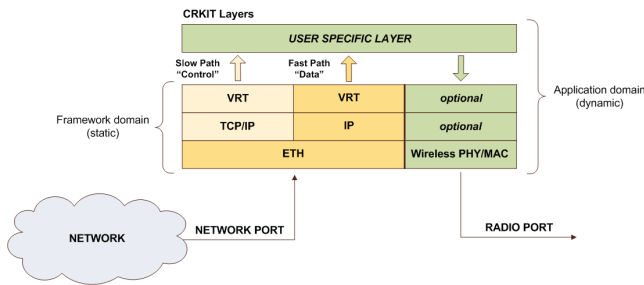 CRKIT Layers
USER SPECIFIC LAYER
Slow Path
“Control”
Fast Path
“Data”
Application domain
(dynamic)
Framework domain
(static)
VRT
VRT
optional
TCP/IP
IP
optional
ETH
Wireless PHY/MAC
NETWORK
NETWORK PORT
RADIO PORT